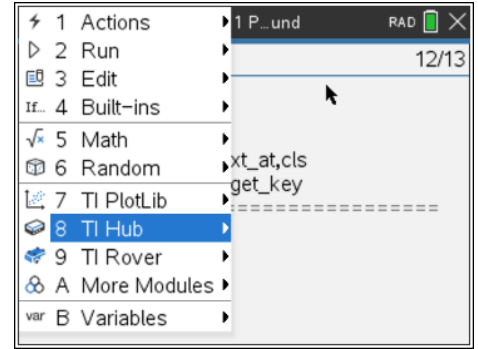 1 Actions
1 P...und RAD
2 Run
12/13
3 Edit
If... 4 Built-ins
√x 5 Math
xt_at,cls
6 Random
get_key
7 TI PlotLib
=================
8 TI Hub
9 TI Rover
A More Modules
var B Variables